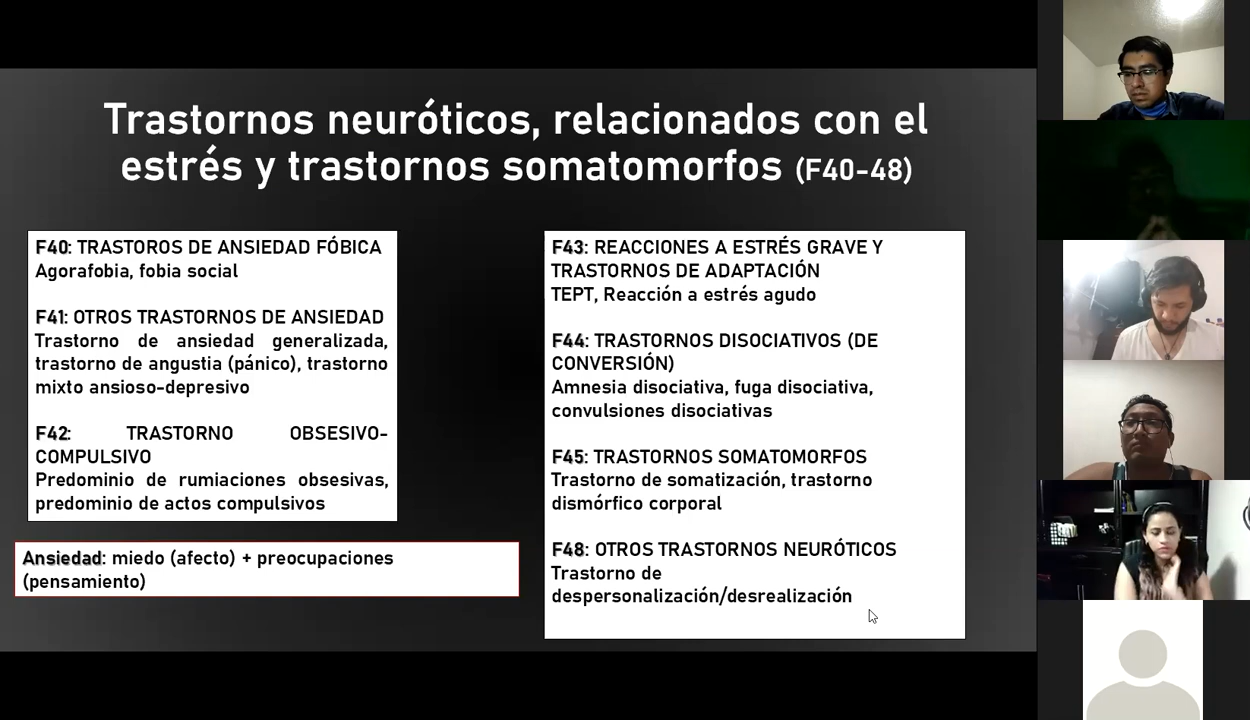 Trastornos neuróticos, relacionados con el
estrés y trastornos somatomorfos (F40-48)
F40: TRASTOROS DE ANSIEDAD FÓBICA
Agorafobia, fobia social
F41: OTROS TRASTORNOS DE ANSIEDAD
Trastorno de ansiedad generalizada,
trastorno de angustia (pánico), trastorno
mixto ansioso-depresivo
F42: TRASTORNO OBSESIVO-
COMPULSIVO
Predominio de rumiaciones obsesivas,
predominio de actos compulsivos
Ansiedad: miedo (afecto) + preocupaciones
(pensamiento)
F43: REACCIONES A ESTRÉS GRAVE Y
TRASTORNOS DE ADAPTACIÓN
TEPT, Reacción a estrés agudo
F44: TRASTORNOS DISOCIATIVOS (DE
CONVERSIÓN)
Amnesia disociativa, fuga disociativa,
convulsiones disociativas
F45: TRASTORNOS SOMATOMORFOS
Trastorno de somatización, trastorno
dismórfico corporal
F48: OTROS TRASTORNOS NEURÓTICOS
Trastorno de
despersonalización/desrealización